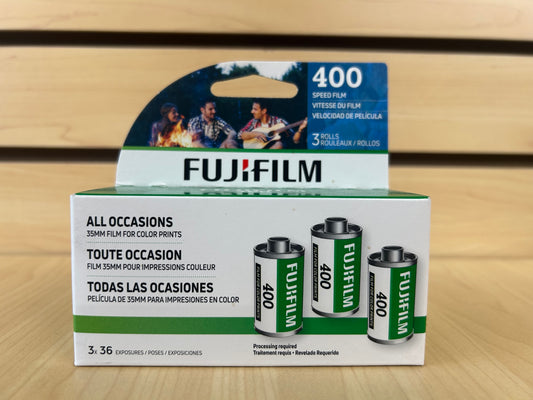 400
SPEED FILM
VITESSE DU FILM
VELOCIDAD DE PELÍCULA
3 ROLLS
ROULEAUX / ROLLOS
FUJIFILM
ALL OCCASIONS
35MM FILM FOR COLOR PRINTS
TOUTE OCCASION
FILM 35MM POUR IMPRESSIONS COULEUR
TODAS LAS OCASIONES
PELÍCULA DE 35MM PARA IMPRESIONES EN COLOR
3x 36 EXPOSURES / POSES / EXPOSICIONES
FUJIFILM
400
FUJIFILM
400
FUJIFILM
400
Processing required
Traitement requis • Revelado Requerido